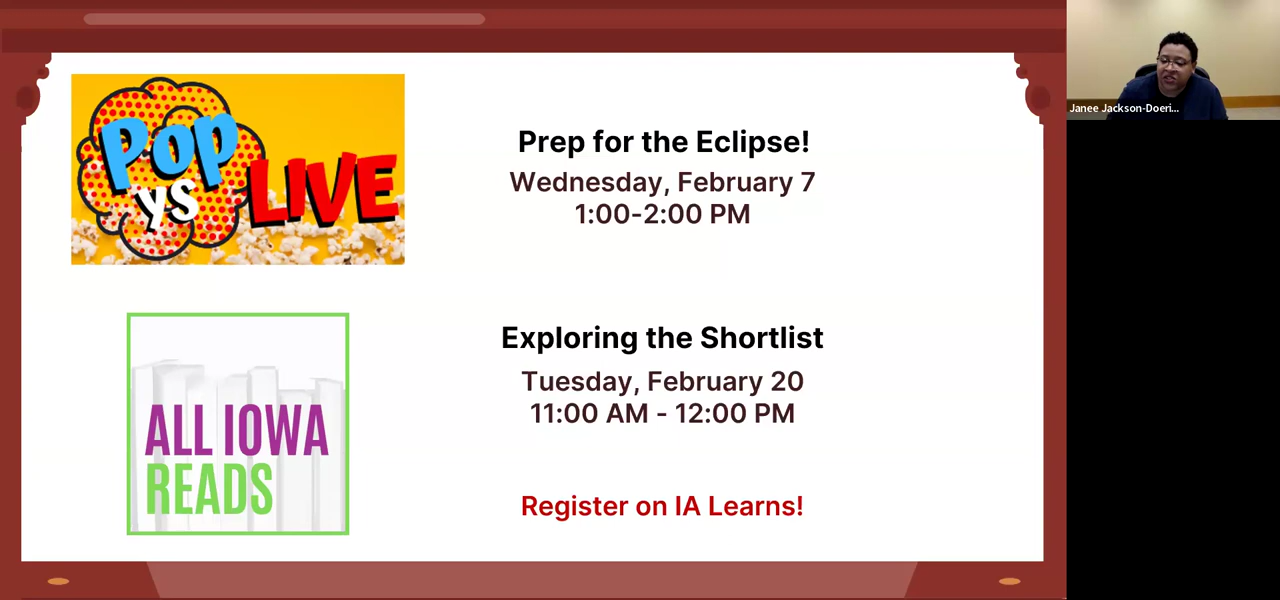 Pop
YS
LIVE
Prep for the Eclipse!
Wednesday, February 7
1:00-2:00 PM
ALL IOWA
READS
Exploring the Shortlist
Tuesday, February 20
11:00 AM - 12:00 PM
Register on IA Learns!
Janee Jackson-Doeri...